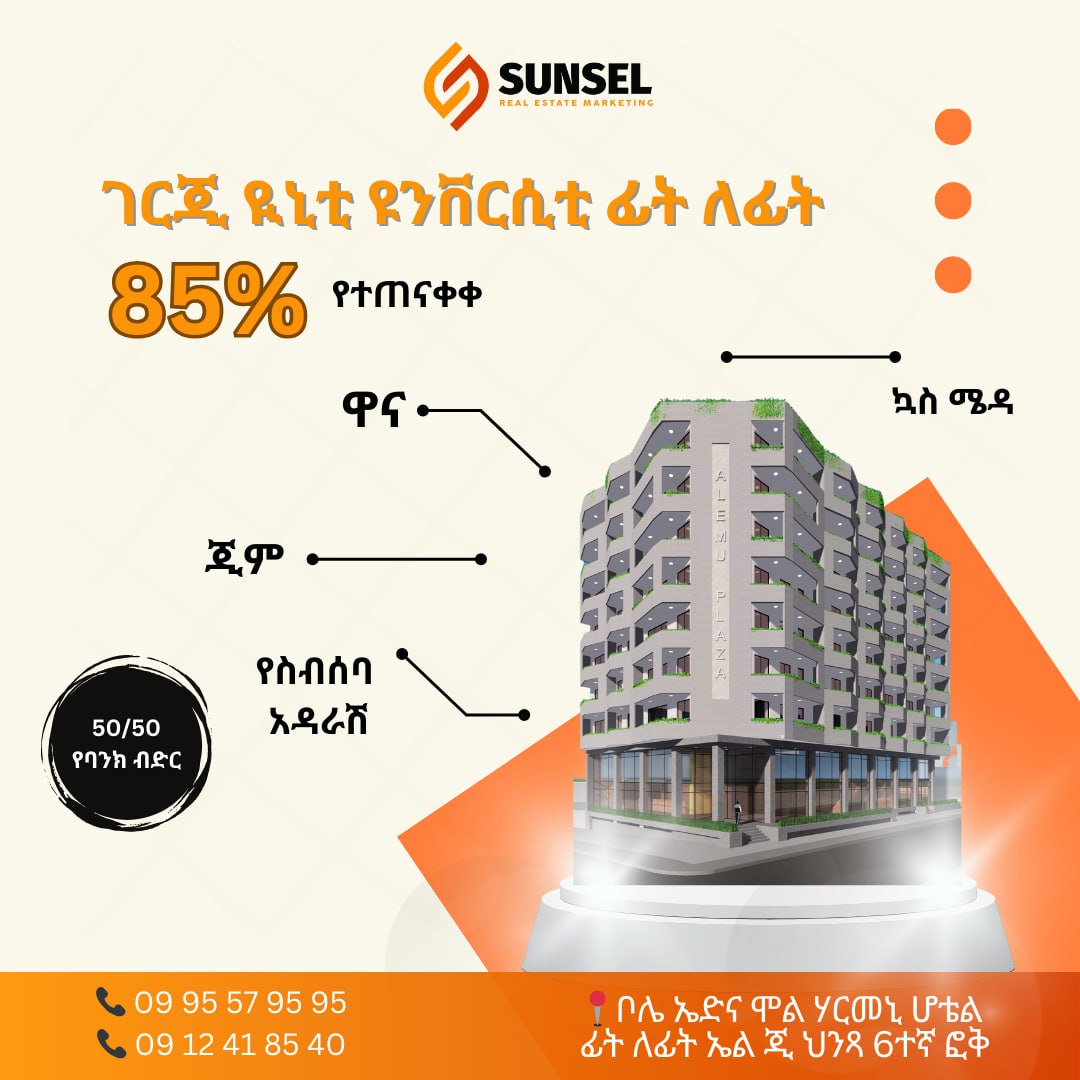 SUNSEL
REAL ESTATE MARKETING
ገርጂ ዪኒቲ ዩንቨርሲቲ ፊት ለፊት
85% የተጠናቀቀ
ኳስ ሜዳ
ዋና
ALEMU PLAZA
ጂም
የስብሰባ
አዳራሽ
50/50
የባንክ ብድር
09 95 57 95 95
09 12 41 85 40
ቦሌ ኤድና ሞል ሃርመኒ ሆቴል
ፊት ለፊት ኤል ጂ ህንጻ 6ተኛ ፎቅ